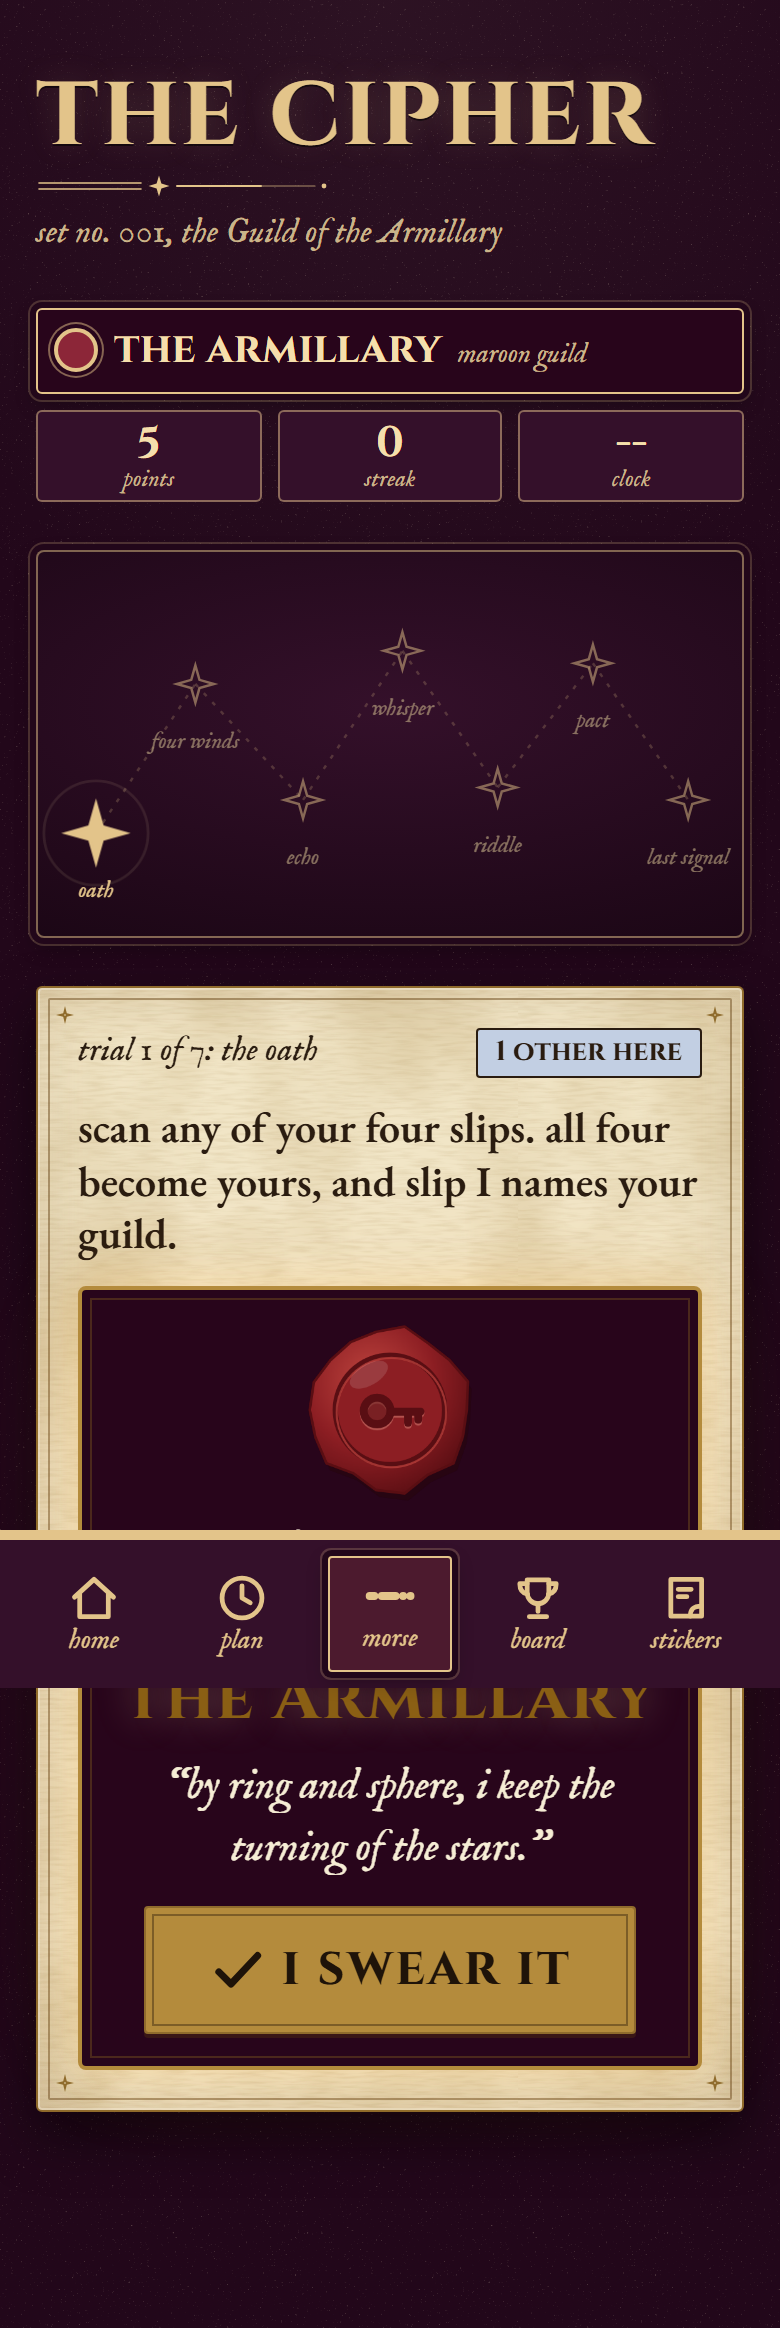 THE CIPHER
set no. 001, the Guild of the Armillary
THE ARMILLARY maroon guild
5
points
0
streak
--
clock
whisper
pact
four winds
riddle
echo
last signal
oath
trial 1 of 7: the oath
1 OTHER HERE
scan any of your four slips. all four
become yours, and slip I names your
guild.
home
plan
morse
board
stickers
THE ARMILLARY
“by ring and sphere, i keep the
turning of the stars.”
I SWEAR IT